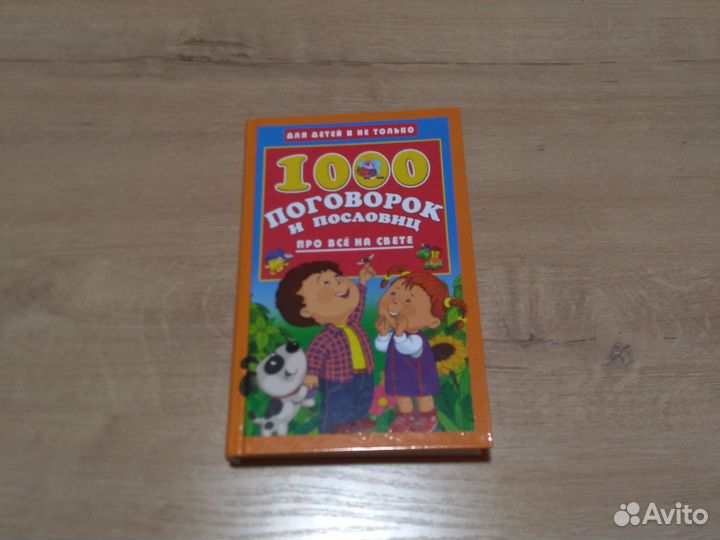 ДЛЯ ДЕТЕЙ И НЕ ТОЛЬКО
1000
ПОГОВОРОК
И ПОСЛОВИЦ
ПРО ВСЁ НА СВЕТЕ
Avito